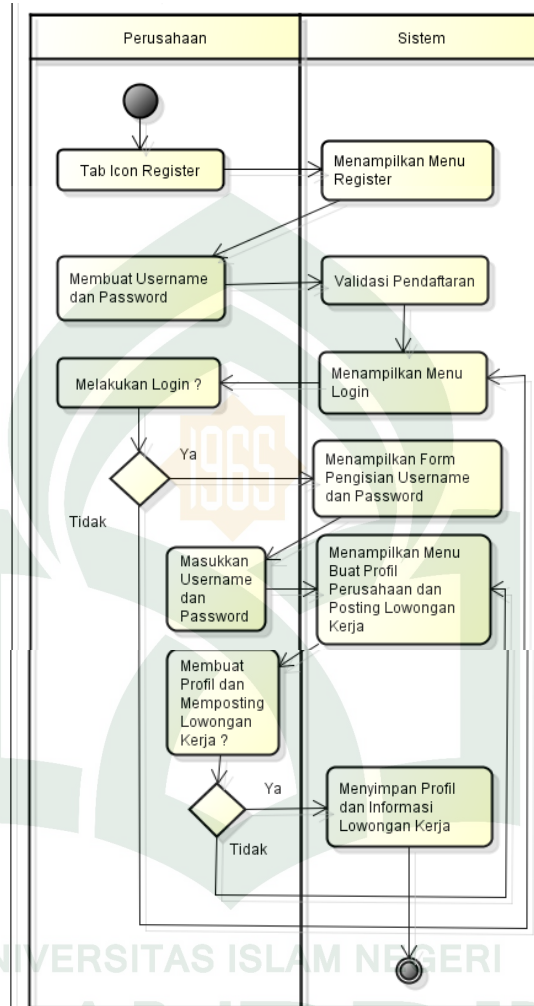 Perusahaan
Sistem
Tab Icon Register
Menampilkan Menu
Register
Membuat Username
dan Password
Validasi Pendaftaran
Melakukan Login ?
Menampilkan Menu
Login
1965
Ya
Menampilkan Form
Pengisian Username
dan Password
Tidak
Masukkan
Username
dan
Password
Menampilkan Menu
Buat Profil
Perusahaan dan
Posting Lowongan
Kerja
Membuat
Profil dan
Memposting
Lowongan
Kerja ?
Ya
Menyimpan Profil
dan Informasi
Lowongan Kerja
Tidak
NIVERSITAS ISLAM NEGERI